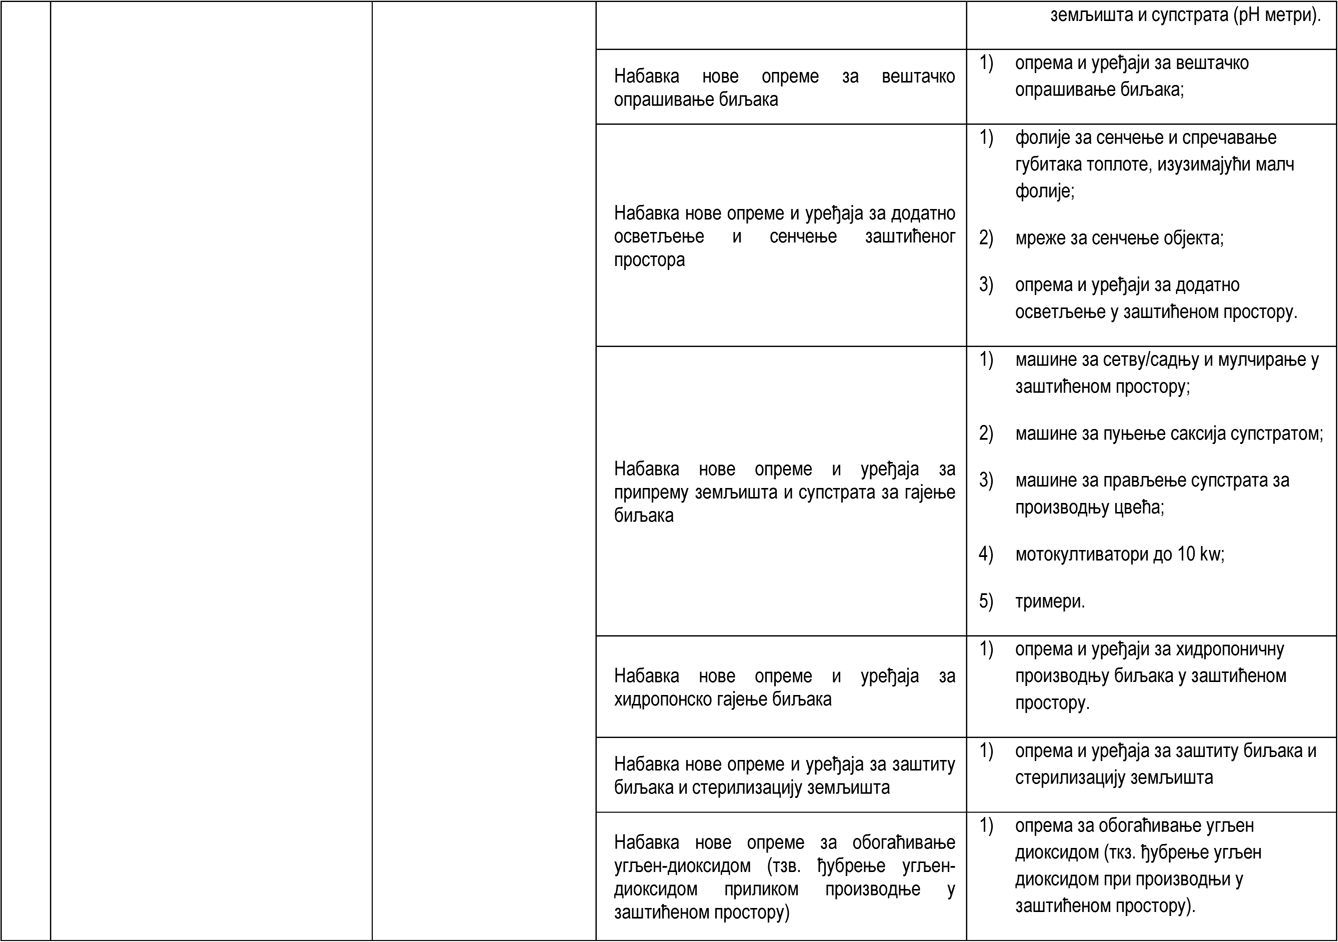 земљишта и супстрата (pH метри).
Набавка нове опреме за вештачко
опрашивање биљака
1) опрема и уређаји за вештачко
опрашивање биљака;
Набавка нове опреме и уређаја за додатно
осветљење и сенчење заштићеног
простора
1) фолије за сенчење и спречавање
губитака топлоте, изузимајући малч
фолије;
2) мреже за сенчење објекта;
3) опрема и уређаји за додатно
осветљење у заштићеном простору.
Набавка нове опреме и уређаја за
припрему земљишта и супстрата за гајење
биљака
1) машине за сетву/садњу и мулчирање у
заштићеном простору;
2) машине за пуњење саксија супстратом;
3) машине за прављење супстрата за
производњу цвећа;
4) мотокултиватори до 10 kw;
5) тримери.
Набавка нове опреме и уређаја за
хидропонско гајење биљака
1) опрема и уређаји за хидропоничну
производњу биљака у заштићеном
простору.
Набавка нове опреме и уређаја за заштиту
биљака и стерилизацију земљишта
1) опрема и уређаја за заштиту биљака и
стерилизацију земљишта
Набавка нове опреме за обогаћивање
угљен-диоксидом (тзв. ђубрење угљен-
диоксидом приликом производње у
заштићеном простору)
1) опрема за обогаћивање угљен
диоксидом (ткз. ђубрење угљен
диоксидом при производњи у
заштићеном простору).